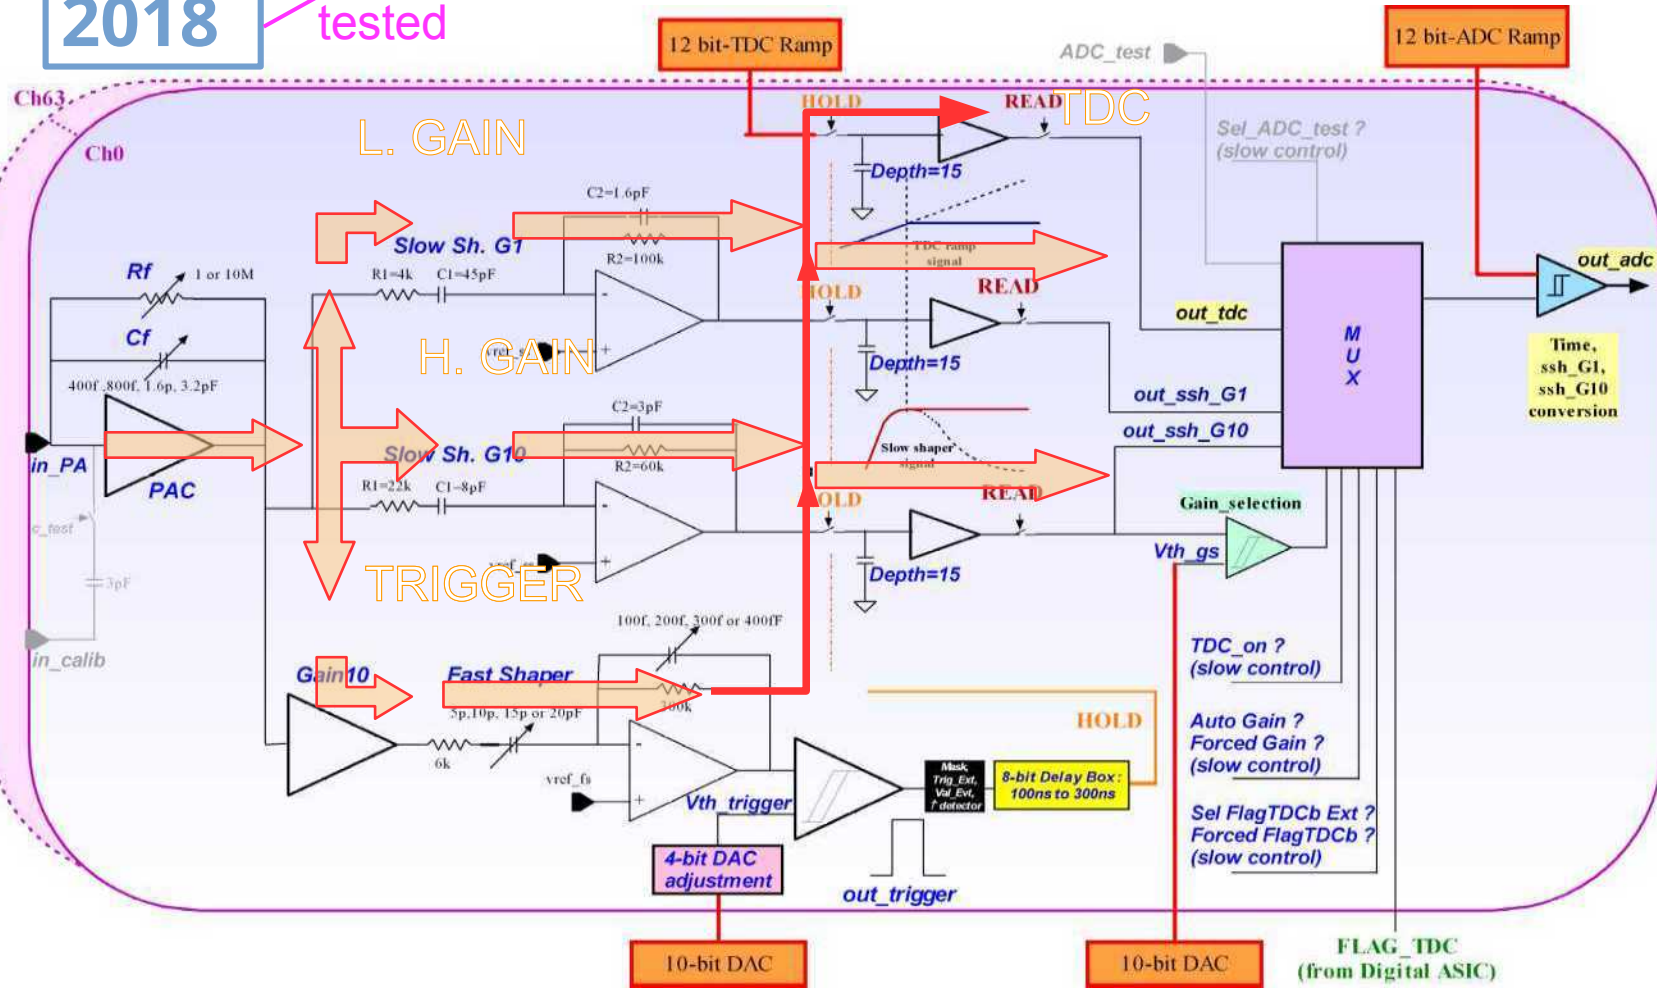 2018
tested
12 bit-TDC Ramp
12 bit-ADC Ramp
ADC_test
Ch63
Ch0
L. GAIN
HOLD
READ
TDC
Sel_ADC_test ?
(slow control)
Depth=15
C2=1.6pF
Slow Sh. G1
R2=100k
TDC ramp
signal
Rf
1 or 10M
R1=4k
C1=45pF
HOLD
READ
out_adc
out_tdc
Cf
400f ,800f, 1.6p, 3.2pF
H. GAIN
Depth=15
M
U
X
Time,
ssh_G1,
ssh_G10
conversion
out_ssh_G1
C2=3pF
out_ssh_G10
in_PA
PAC
Slow Sh. G10
R2=60k
Slow shaper
signal
R1=22k
C1=8pF
READ
Gain_selection
c_test
3pF
Vth_gs
TRIGGER
Depth=15
in_calib
100f, 200f, 300f or 400fF
TDC_on ?
(slow control)
Gain10
Fast Shaper
5p,10p, 15p or 20pF
HOLD
Auto Gain ?
Forced Gain ?
(slow control)
6k
vref_fs
Mask,
Trig_Ext,
Val_Evt,
↑ detector
8-bit Delay Box:
100ns to 300ns
Vth_trigger
Sel FlagTDCb Ext ?
Forced FlagTDCb ?
(slow control)
4-bit DAC
adjustment
out_trigger
10-bit DAC
10-bit DAC
FLAG_TDC
(from Digital ASIC)